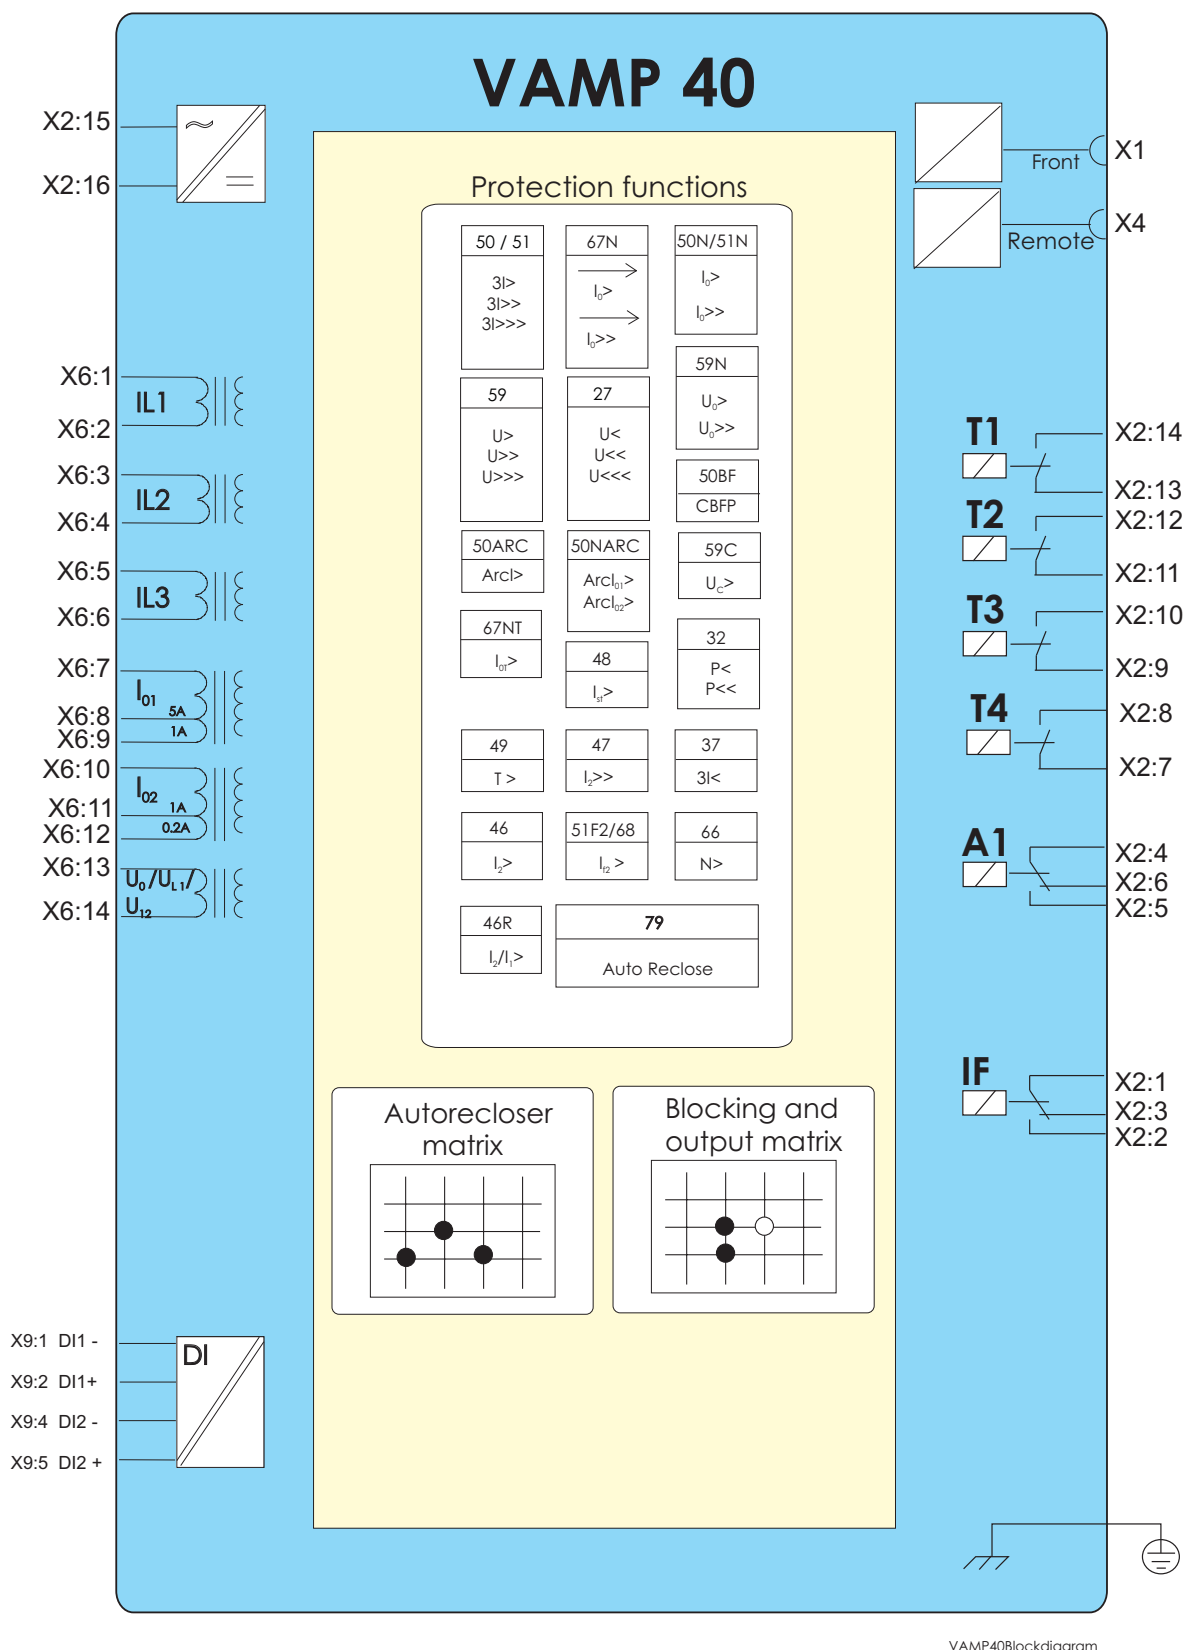 VAMP 40
X2:15
X2:16
X1
Front
X4
Remote
Protection functions
50 / 51
3I>
3I>>
3I>>>
67N
I₀>
I₀>>
50N/51N
I₀>
I₀>>
59N
U₀>
U₀>>
59
U>
U>>
U>>>
27
U<
U<<
U<<<
50BF
CBFP
50ARC
ArcI>
50NARC
ArcI₀₁>
ArcI₀₂>
59C
U_C>
67NT
I₀T>
48
I_st>
32
P<
P<<
49
T >
47
I₂>>
37
3I<
46
I₂>
51F2/68
I_f2 >
66
N>
46R
I₂/I₁>
79
Auto Reclose
X6:1
IL1
X6:2
X6:3
IL2
X6:4
X6:5
IL3
X6:6
X6:7
I₀₁
5A
X6:8
1A
X6:9
X6:10
I₀₂
1A
X6:11
0.2A
X6:12
X6:13
U₀/U_L1/
U₁₂
X6:14
T1
X2:14
X2:13
T2
X2:12
X2:11
T3
X2:10
X2:9
T4
X2:8
X2:7
A1
X2:4
X2:6
X2:5
IF
X2:1
X2:3
X2:2
Autorecloser
matrix
Blocking and
output matrix
X9:1 DI1 -
X9:2 DI1+
X9:4 DI2 -
X9:5 DI2 +
DI
VAMP40Blockdiagram